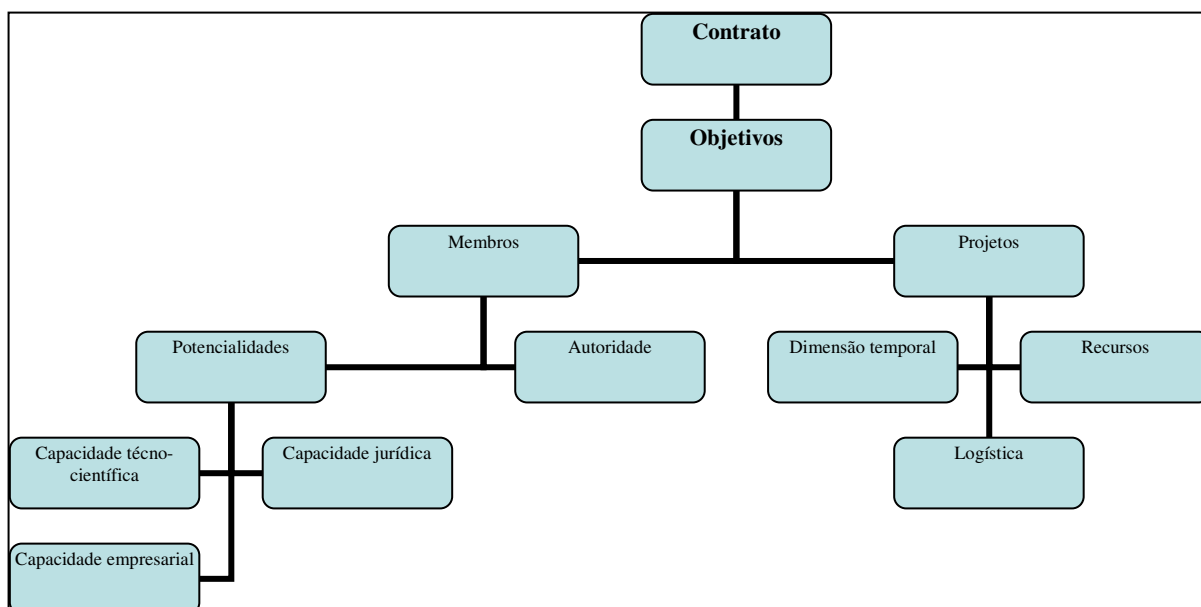 Contrato
Objetivos
Membros
Projetos
Potencialidades
Autoridade
Dimensão temporal
Recursos
Capacidade técno-
científica
Capacidade jurídica
Logística
Capacidade empresarial